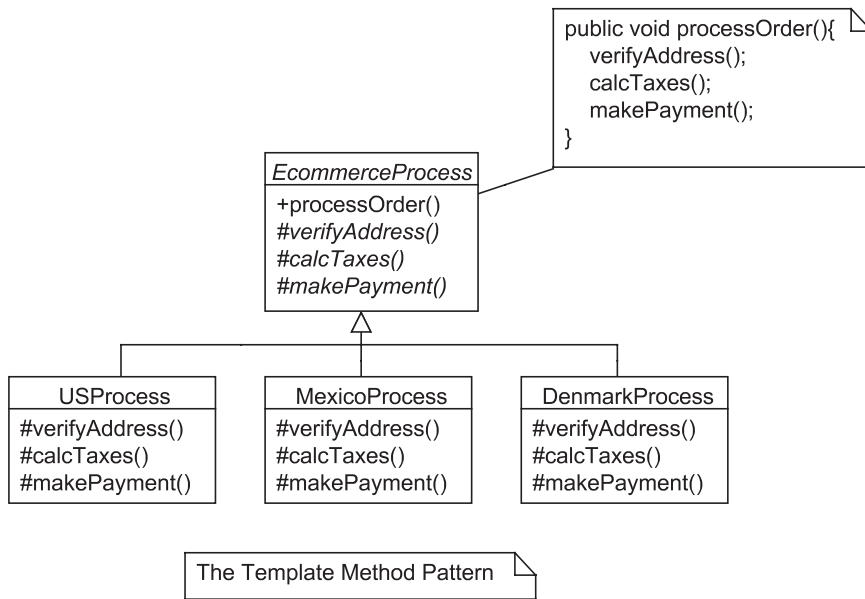 public void processOrder(){
verifyAddress();
calcTaxes();
makePayment();
}
EcommerceProcess
+processOrder()
#verifyAddress()
#calcTaxes()
#makePayment()
USProcess
#verifyAddress()
#calcTaxes()
#makePayment()
MexicoProcess
#verifyAddress()
#calcTaxes()
#makePayment()
DenmarkProcess
#verifyAddress()
#calcTaxes()
#makePayment()
The Template Method Pattern